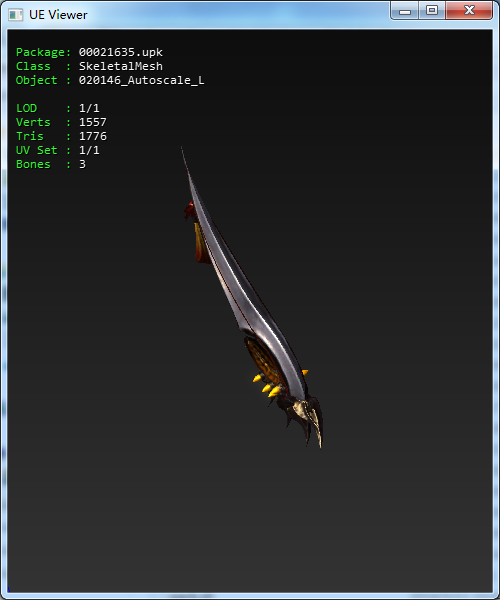 UE Viewer
Package: 00021635.upk
Class  : SkeletalMesh
Object : 020146_Autoscale_L
LOD    : 1/1
Verts  : 1557
Tris   : 1776
UV Set : 1/1
Bones  : 3